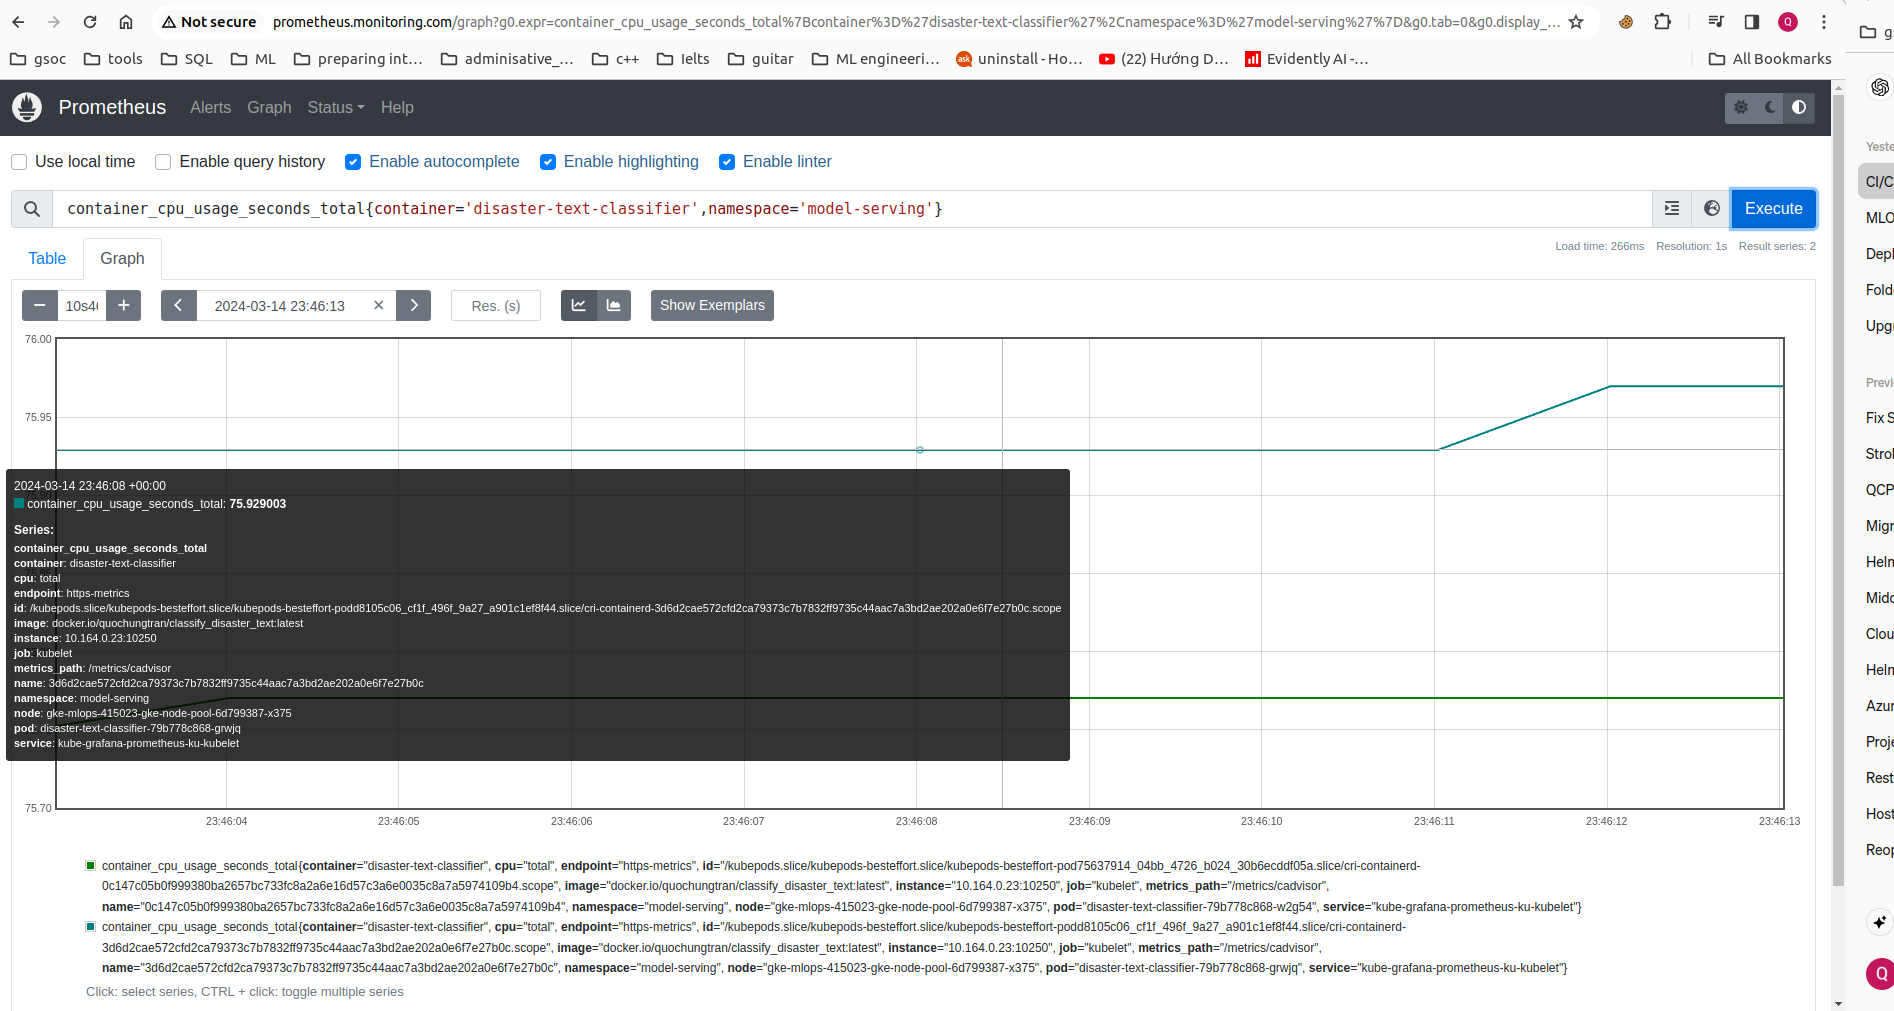 Not secure prometheus.monitoring.com/graph?g0.expr=container_cpu_usage_seconds_total%7Bcontainer%3D%27disaster-text-classifier%27%2Cnamespace%3D%27model-serving%27%7D&g0.tab=0&g0.display_... Q
gsoc tools SQL ML preparing int... adminisative_... c++ Ielts guitar ML engineeri... uninstall - Ho... (22) Hướng D... Evidently AI -... All Bookmarks
Prometheus Alerts Graph Status Help
Use local time Enable query history Enable autocomplete Enable highlighting Enable linter
container_cpu_usage_seconds_total{container='disaster-text-classifier',namespace='model-serving'} Execute
Table Graph Load time: 266ms Resolution: 1s Result series: 2
10s4 2024-03-14 23:46:13 Res. (s) Show Exemplars
76.00
75.95
2024-03-14 23:46:08 +00:00
container_cpu_usage_seconds_total: 75.929003
Series:
container_cpu_usage_seconds_total
container: disaster-text-classifier
cpu: total
endpoint: https-metrics
id: /kubepods.slice/kubepods-besteffort.slice/kubepods-besteffort-podd8105c06_cf1f_496f_9a27_a901c1ef8f44.slice/cri-containerd-3d6d2cae572cfd2ca79373c7b7832ff9735c44aac7a3bd2ae202a0e6f7e27b0c.scope
image: docker.io/quochungtran/classify_disaster_text:latest
instance: 10.164.0.23:10250
job: kubelet
metrics_path: /metrics/cadvisor
name: 3d6d2cae572cfd2ca79373c7b7832ff9735c44aac7a3bd2ae202a0e6f7e27b0c
namespace: model-serving
node: gke-mlops-415023-gke-node-pool-6d799387-x375
pod: disaster-text-classifier-79b778c868-grwjq
service: kube-grafana-prometheus-ku-kubelet
75.70
23:46:04 23:46:05 23:46:06 23:46:07 23:46:08 23:46:09 23:46:10 23:46:11 23:46:12 23:46:13
container_cpu_usage_seconds_total{container="disaster-text-classifier", cpu="total", endpoint="https-metrics", id="/kubepods.slice/kubepods-besteffort.slice/kubepods-besteffort-pod75637914_04bb_4726_b024_30b6ecddf05a.slice/cri-containerd-
0c147c05b0f999380ba2657bc733fc8a2a6e16d57c3a6e0035c8a7a5974109b4.scope", image="docker.io/quochungtran/classify_disaster_text:latest", instance="10.164.0.23:10250", job="kubelet", metrics_path="/metrics/cadvisor",
name="0c147c05b0f999380ba2657bc733fc8a2a6e16d57c3a6e0035c8a7a5974109b4", namespace="model-serving", node="gke-mlops-415023-gke-node-pool-6d799387-x375", pod="disaster-text-classifier-79b778c868-w2g54", service="kube-grafana-prometheus-ku-kubelet"}
container_cpu_usage_seconds_total{container="disaster-text-classifier", cpu="total", endpoint="https-metrics", id="/kubepods.slice/kubepods-besteffort.slice/kubepods-besteffort-podd8105c06_cf1f_496f_9a27_a901c1ef8f44.slice/cri-containerd-
3d6d2cae572cfd2ca79373c7b7832ff9735c44aac7a3bd2ae202a0e6f7e27b0c.scope", image="docker.io/quochungtran/classify_disaster_text:latest", instance="10.164.0.23:10250", job="kubelet", metrics_path="/metrics/cadvisor",
name="3d6d2cae572cfd2ca79373c7b7832ff9735c44aac7a3bd2ae202a0e6f7e27b0c", namespace="model-serving", node="gke-mlops-415023-gke-node-pool-6d799387-x375", pod="disaster-text-classifier-79b778c868-grwjq", service="kube-grafana-prometheus-ku-kubelet"}
Click: select series, CTRL + click: toggle multiple series
gs
Yeste
CI/C
MLO
Depl
Folde
Upgr
Previ
Fix S
Strol
QCP
Migr
Helm
Midd
Clou
Helm
Azur
Proje
Rest
Host
Reop
Q